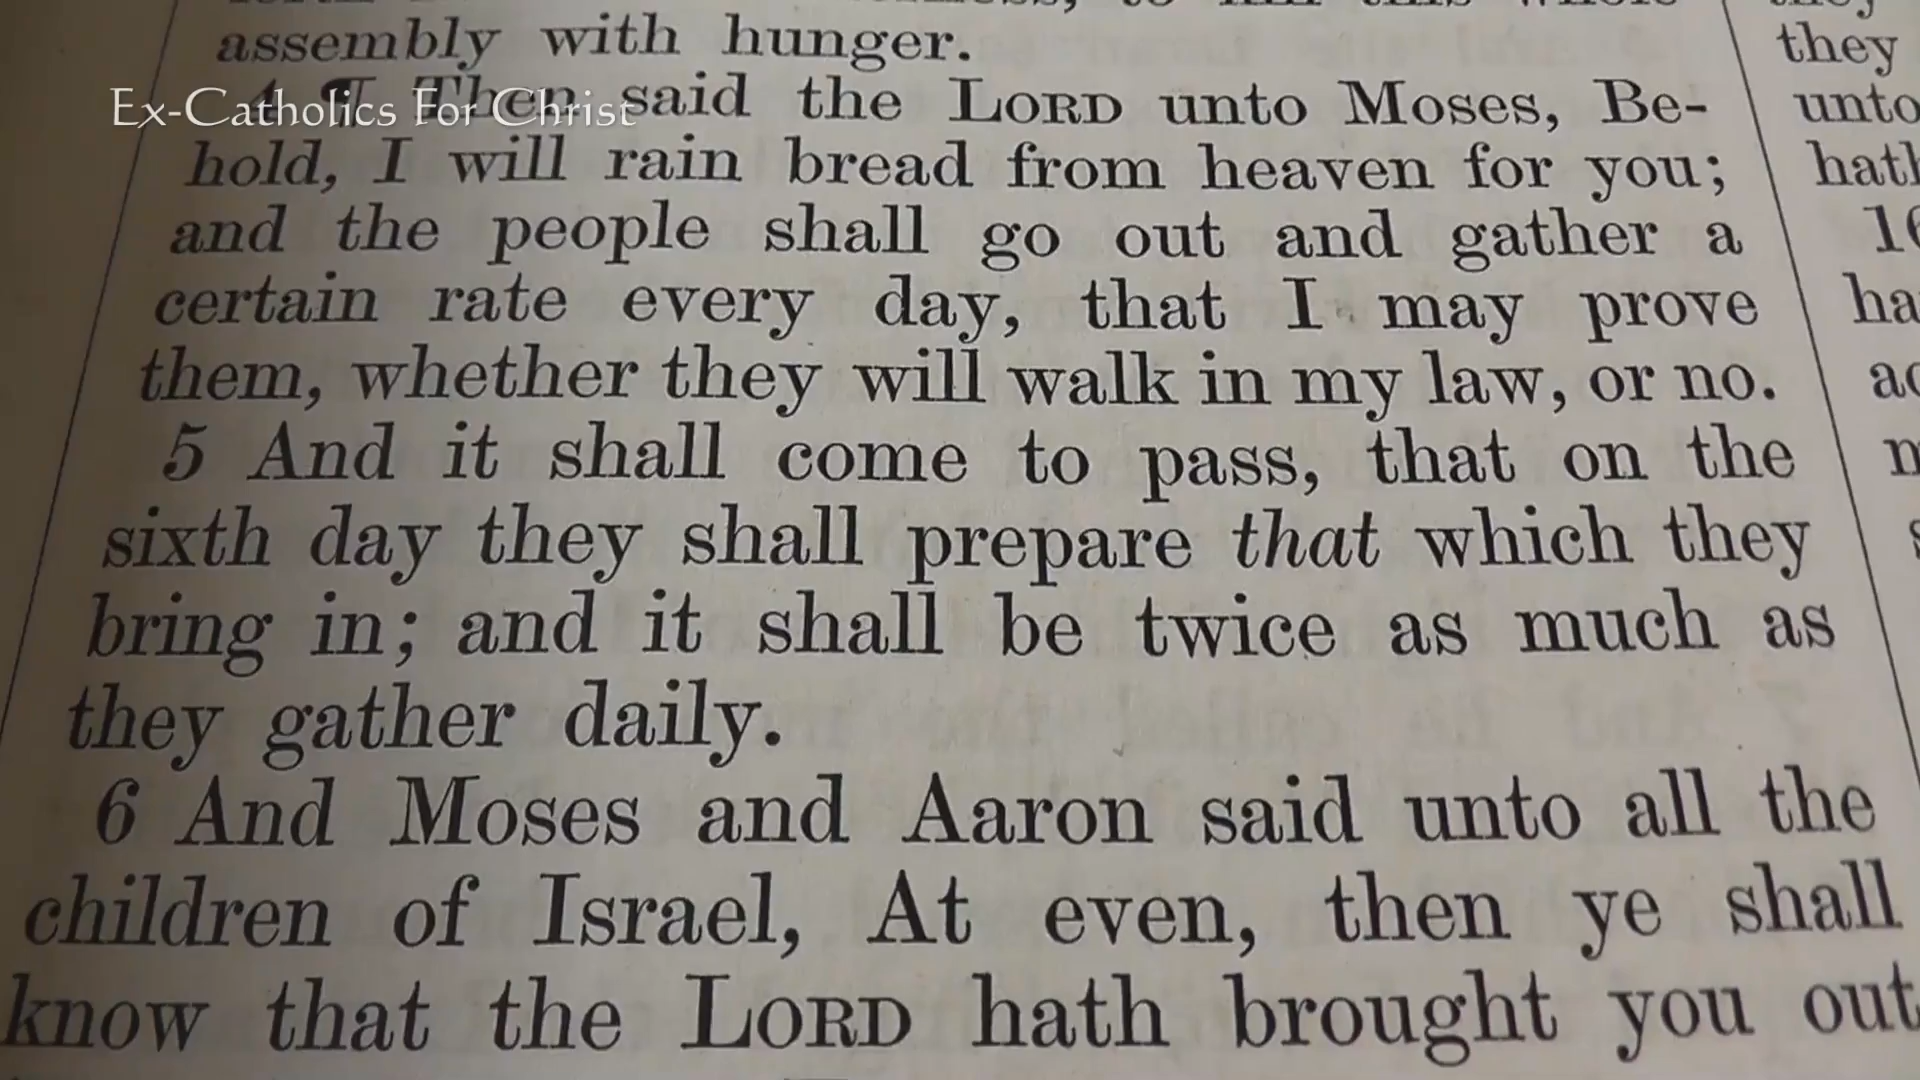 assembly with hunger.
Ex-Catholics For Christ
4 ¶ Then said the LORD unto Moses, Be-
hold, I will rain bread from heaven for you;
and the people shall go out and gather a
certain rate every day, that I may prove
them, whether they will walk in my law, or no.
5 And it shall come to pass, that on the
sixth day they shall prepare that which they
bring in; and it shall be twice as much as
they gather daily.
6 And Moses and Aaron said unto all the
children of Israel, At even, then ye shall
know that the LORD hath brought you out
they
unto